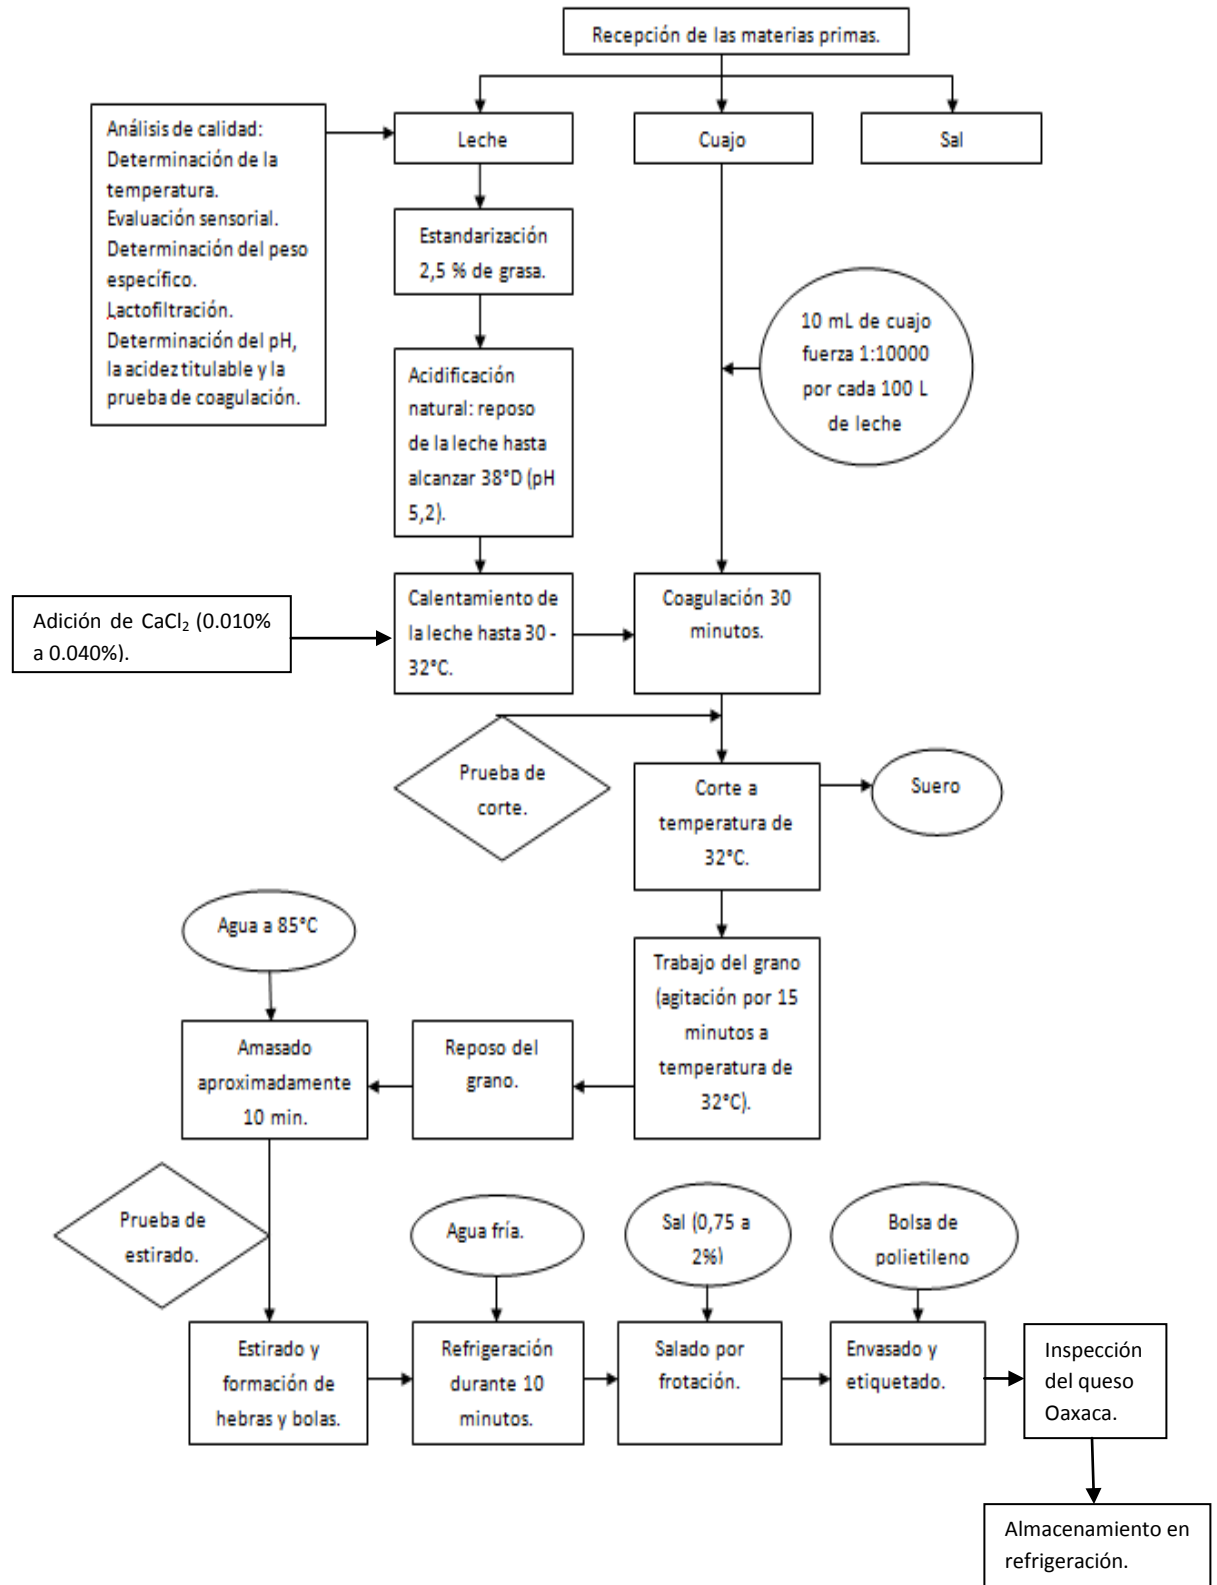 Recepción de las materias primas.
Análisis de calidad:
Determinación de la
temperatura.
Evaluación sensorial.
Determinación del peso
específico.
Lactofiltración.
Determinación del pH,
la acidez titulable y la
prueba de coagulación.
Leche
Cuajo
Sal
Estandarización
2,5 % de grasa.
10 mL de cuajo
fuerza 1:10000
por cada 100 L
de leche
Acidificación
natural: reposo
de la leche hasta
alcanzar 38°D (pH
5,2).
Adición de CaCl₂ (0.010%
a 0.040%).
Calentamiento de
la leche hasta 30 -
32°C.
Coagulación 30
minutos.
Prueba de
corte.
Corte a
temperatura de
32°C.
Suero
Agua a 85°C
Trabajo del grano
(agitación por 15
minutos a
temperatura de
32°C).
Reposo del
grano.
Amasado
aproximadamente
10 min.
Prueba de
estirado.
Agua fría.
Sal (0,75 a
2%)
Bolsa de
polietileno
Estirado y
formación de
hebras y bolas.
Refrigeración
durante 10
minutos.
Salado por
frotación.
Envasado y
etiquetado.
Inspección
del queso
Oaxaca.
Almacenamiento en
refrigeración.